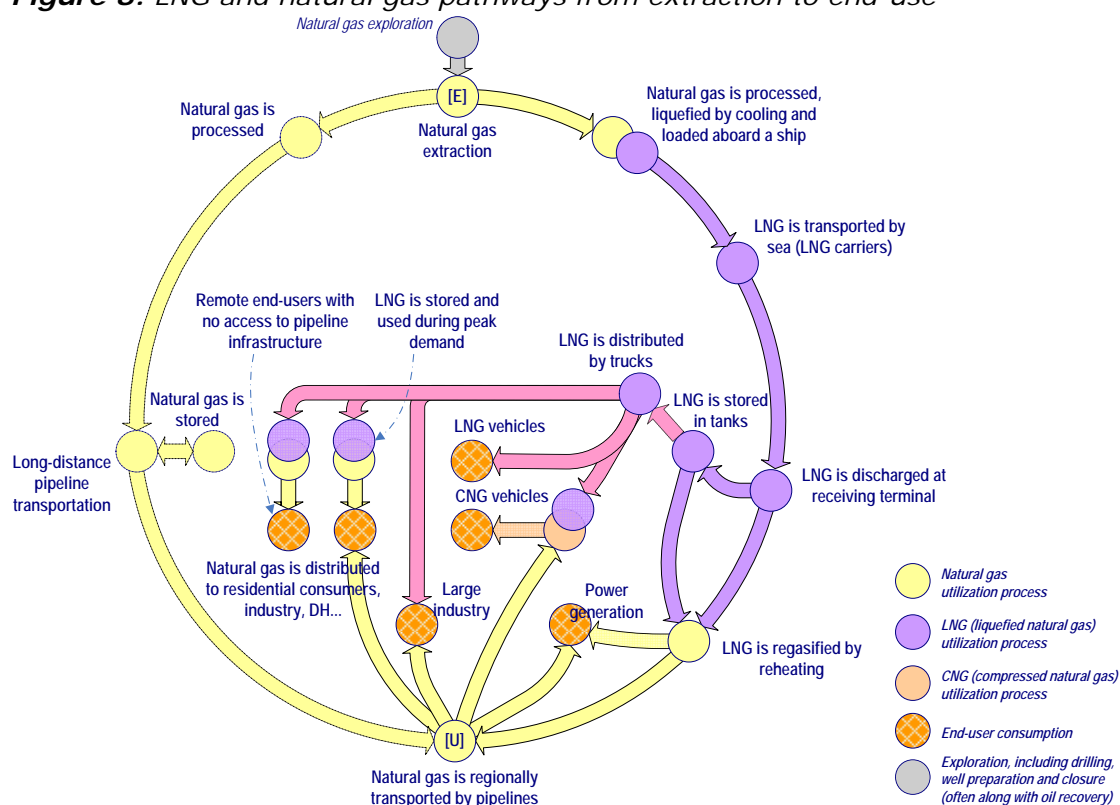 Figure 3: LNG and natural gas pathways from extraction to end-use
Natural gas exploration
[E]
Natural gas
extraction
Natural gas is
processed
Natural gas is processed,
liquefied by cooling and
loaded aboard a ship
LNG is transported by
sea (LNG carriers)
Remote end-users with
no access to pipeline
infrastructure
LNG is stored and
used during peak
demand
LNG is distributed
by trucks
Natural gas is
stored
LNG is stored
in tanks
LNG vehicles
Long-distance
pipeline
transportation
LNG is discharged at
receiving terminal
CNG vehicles
Natural gas is distributed
to residential consumers,
industry, DH...
Large
industry
Power
generation
LNG is regasified by
reheating
[U]
Natural gas is regionally
transported by pipelines
Natural gas
utilization process
LNG (liquefied natural gas)
utilization process
CNG (compressed natural gas)
utilization process
End-user consumption
Exploration, including drilling,
well preparation and closure
(often along with oil recovery)